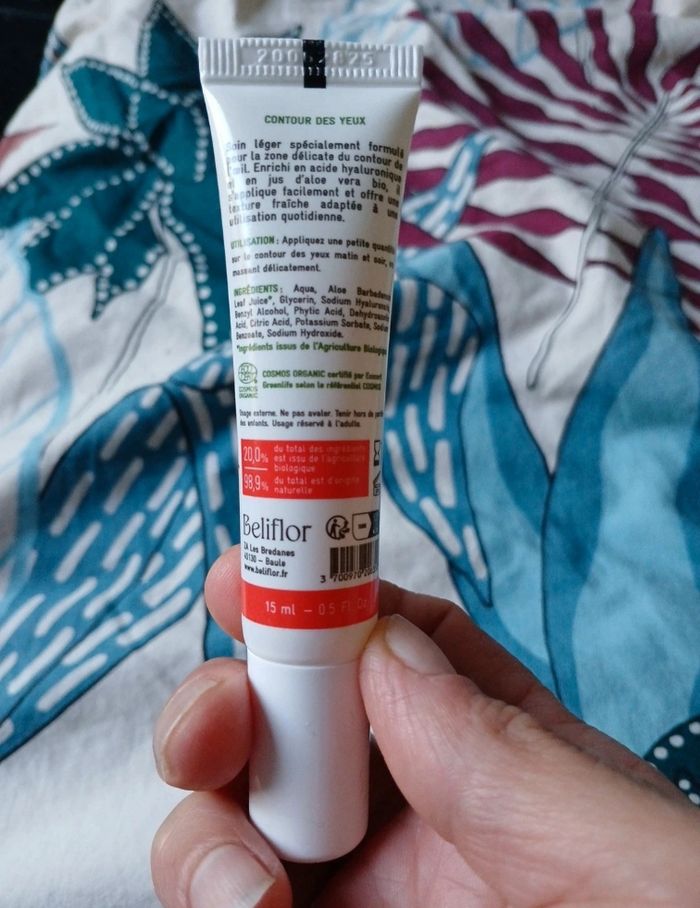 CONTOUR DES YEUX
Soin léger spécialement formulé
pour la zone délicate du contour de
l'œil. Enrichi en acide hyaluronique
en jus d'aloe vera bio, il
s'applique facilement et offre une
texture fraîche adaptée à une
utilisation quotidienne.
UTILISATION : Appliquez une petite quantité
sur le contour des yeux matin et soir, en
massant délicatement.
INGRÉDIENTS : Aqua, Aloe Barbadensis
Leaf Juice*, Glycerin, Sodium Hyaluronate
Benzyl Alcohol, Phytic Acid, Dehydroacetic
Acid, Citric Acid, Potassium Sorbate, Sodium
Benzoate, Sodium Hydroxide.
*Ingrédients issus de l'Agriculture Biologique
COSMOS
ORGANIC
COSMOS ORGANIC certifié par Ecocert
Greenlife selon le référentiel COSMOS
Usage externe. Ne pas avaler. Tenir hors de portée
des enfants. Usage réservé à l'adulte.
20,0% du total des ingrédients
est issu de l'agriculture
biologique
98,9% du total est d'origine
naturelle
Beliflor
ZA Les Bredanes
45130 – Baule
www.beliflor.fr
3 700970
15 ml – 0.5 Fl. Oz